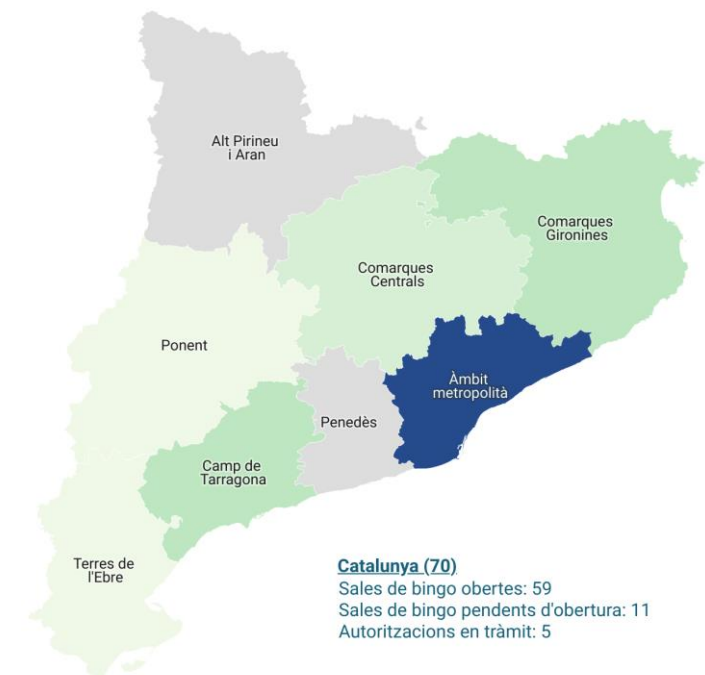 Alt Pirineu
i Aran
Comarques
Gironines
Comarques
Centrals
Ponent
Àmbit
metropolità
Penedès
Camp de
Tarragona
Terres de
l'Ebre
Catalunya (70)
Sales de bingo obertes: 59
Sales de bingo pendents d'obertura: 11
Autoritzacions en tràmit: 5